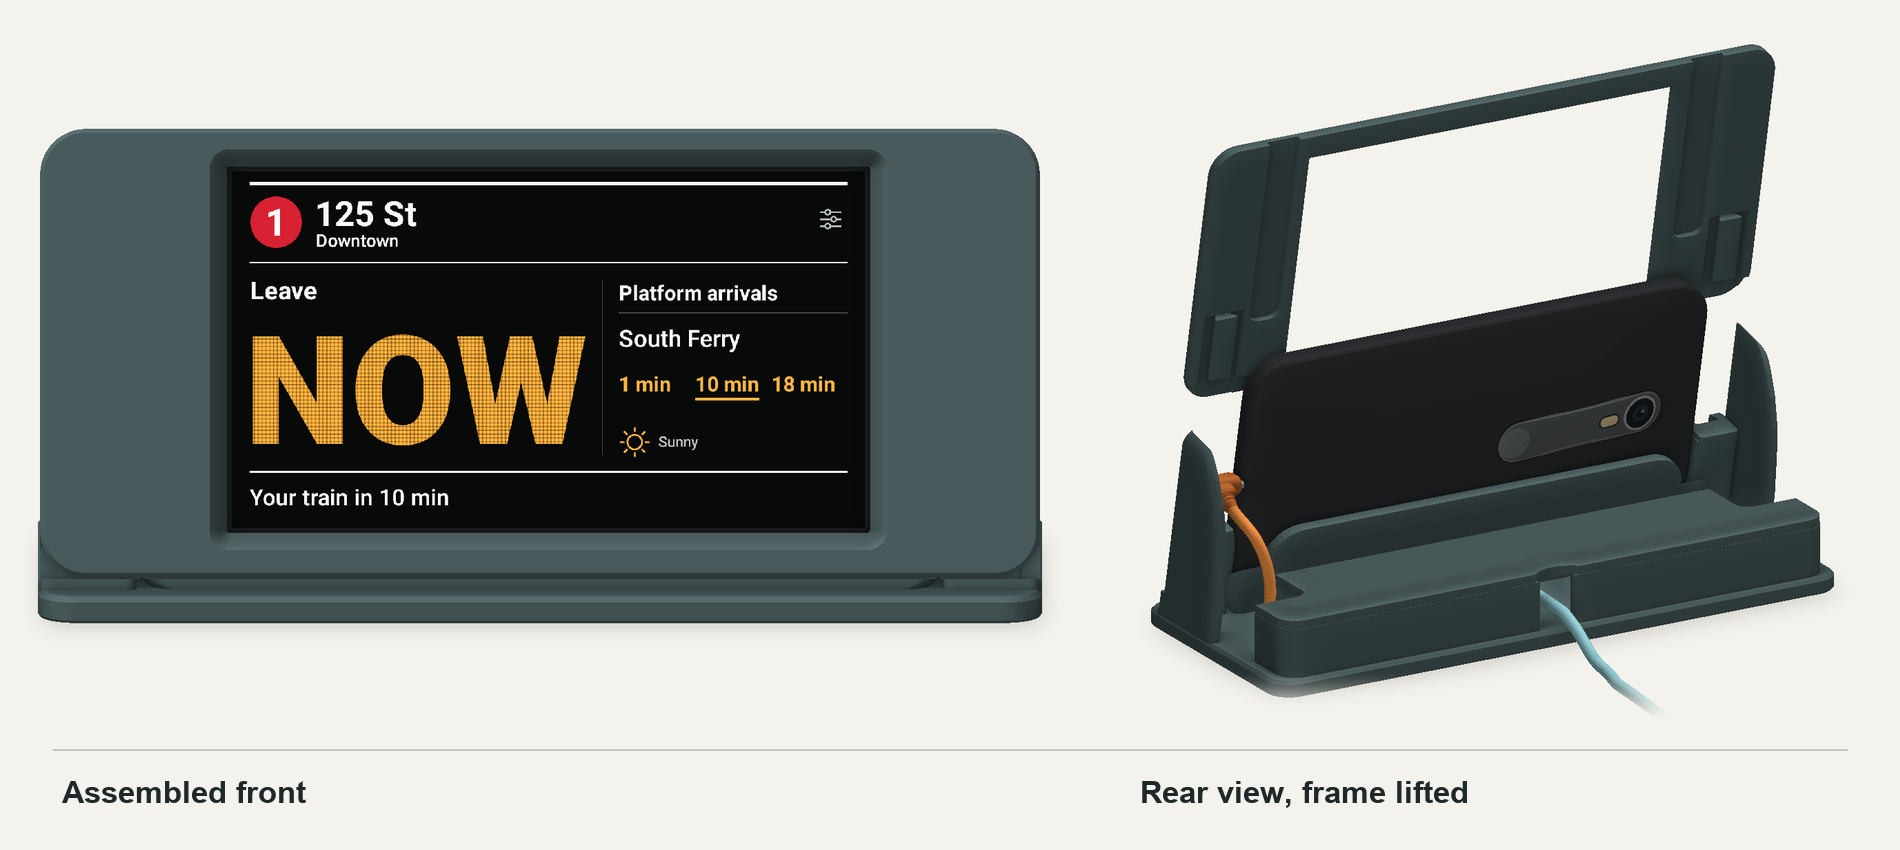 1
125 St
Downtown
Leave
NOW
Platform arrivals
South Ferry
1 min 10 min 18 min
Sunny
Your train in 10 min
Assembled front
Rear view, frame lifted